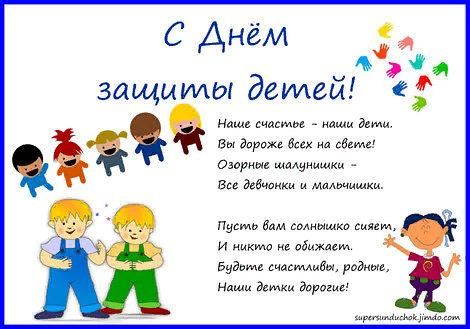 С Днём
защиты детей!
Наше счастье - наши дети.
Вы дороже всех на свете!
Озорные шалунишки -
Все девчонки и мальчишки.
Пусть вам солнышко сияет,
И никто не обижает.
Будьте счастливы, родные,
Наши детки дорогие!
supersunduchok.jimdo.com